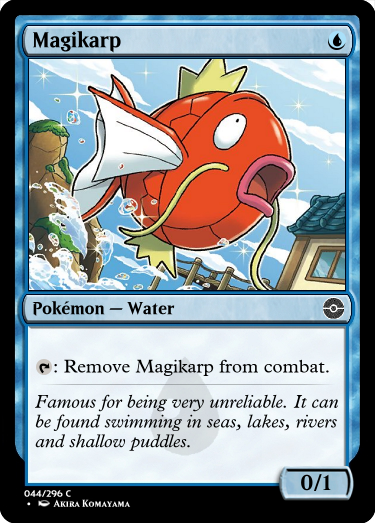 Magikarp
Pokémon — Water
: Remove Magikarp from combat.
Famous for being very unreliable. It can
be found swimming in seas, lakes, rivers
and shallow puddles.
0/1
044/296 C
• Akira Komayama